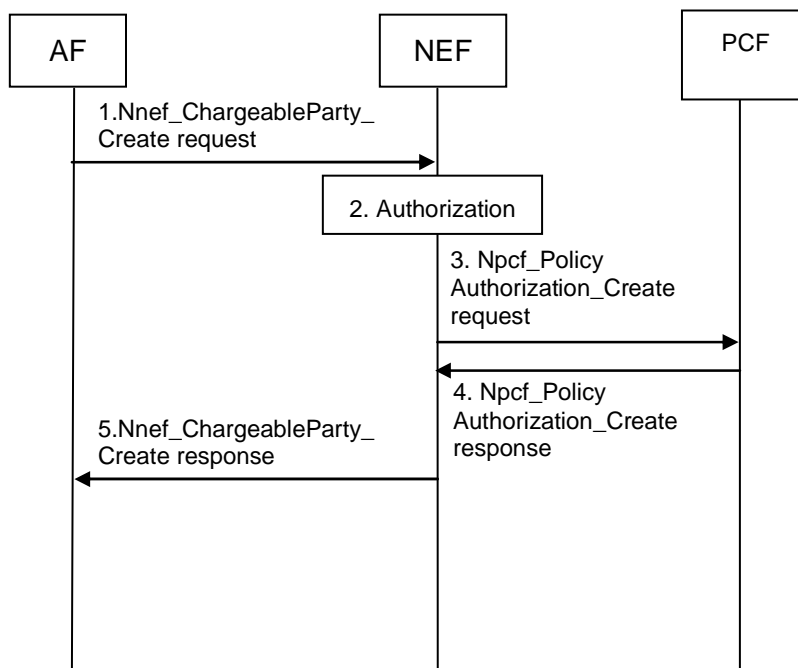 AF
NEF
PCF
1.Nnef_ChargeableParty_
Create request
2. Authorization
3. Npcf_Policy
Authorization_Create
request
4. Npcf_Policy
Authorization_Create
response
5.Nnef_ChargeableParty_
Create response